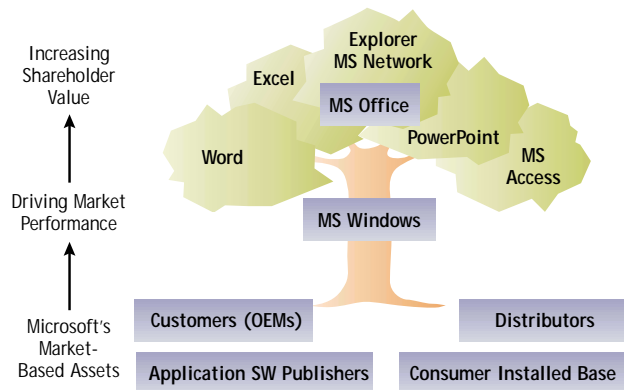 Increasing
Shareholder
Value
Driving Market
Performance
Microsoft's
Market-
Based Assets
Explorer
MS Network
Excel
MS Office
PowerPoint
Word
MS
Access
MS Windows
Customers (OEMs)
Distributors
Application SW Publishers
Consumer Installed Base